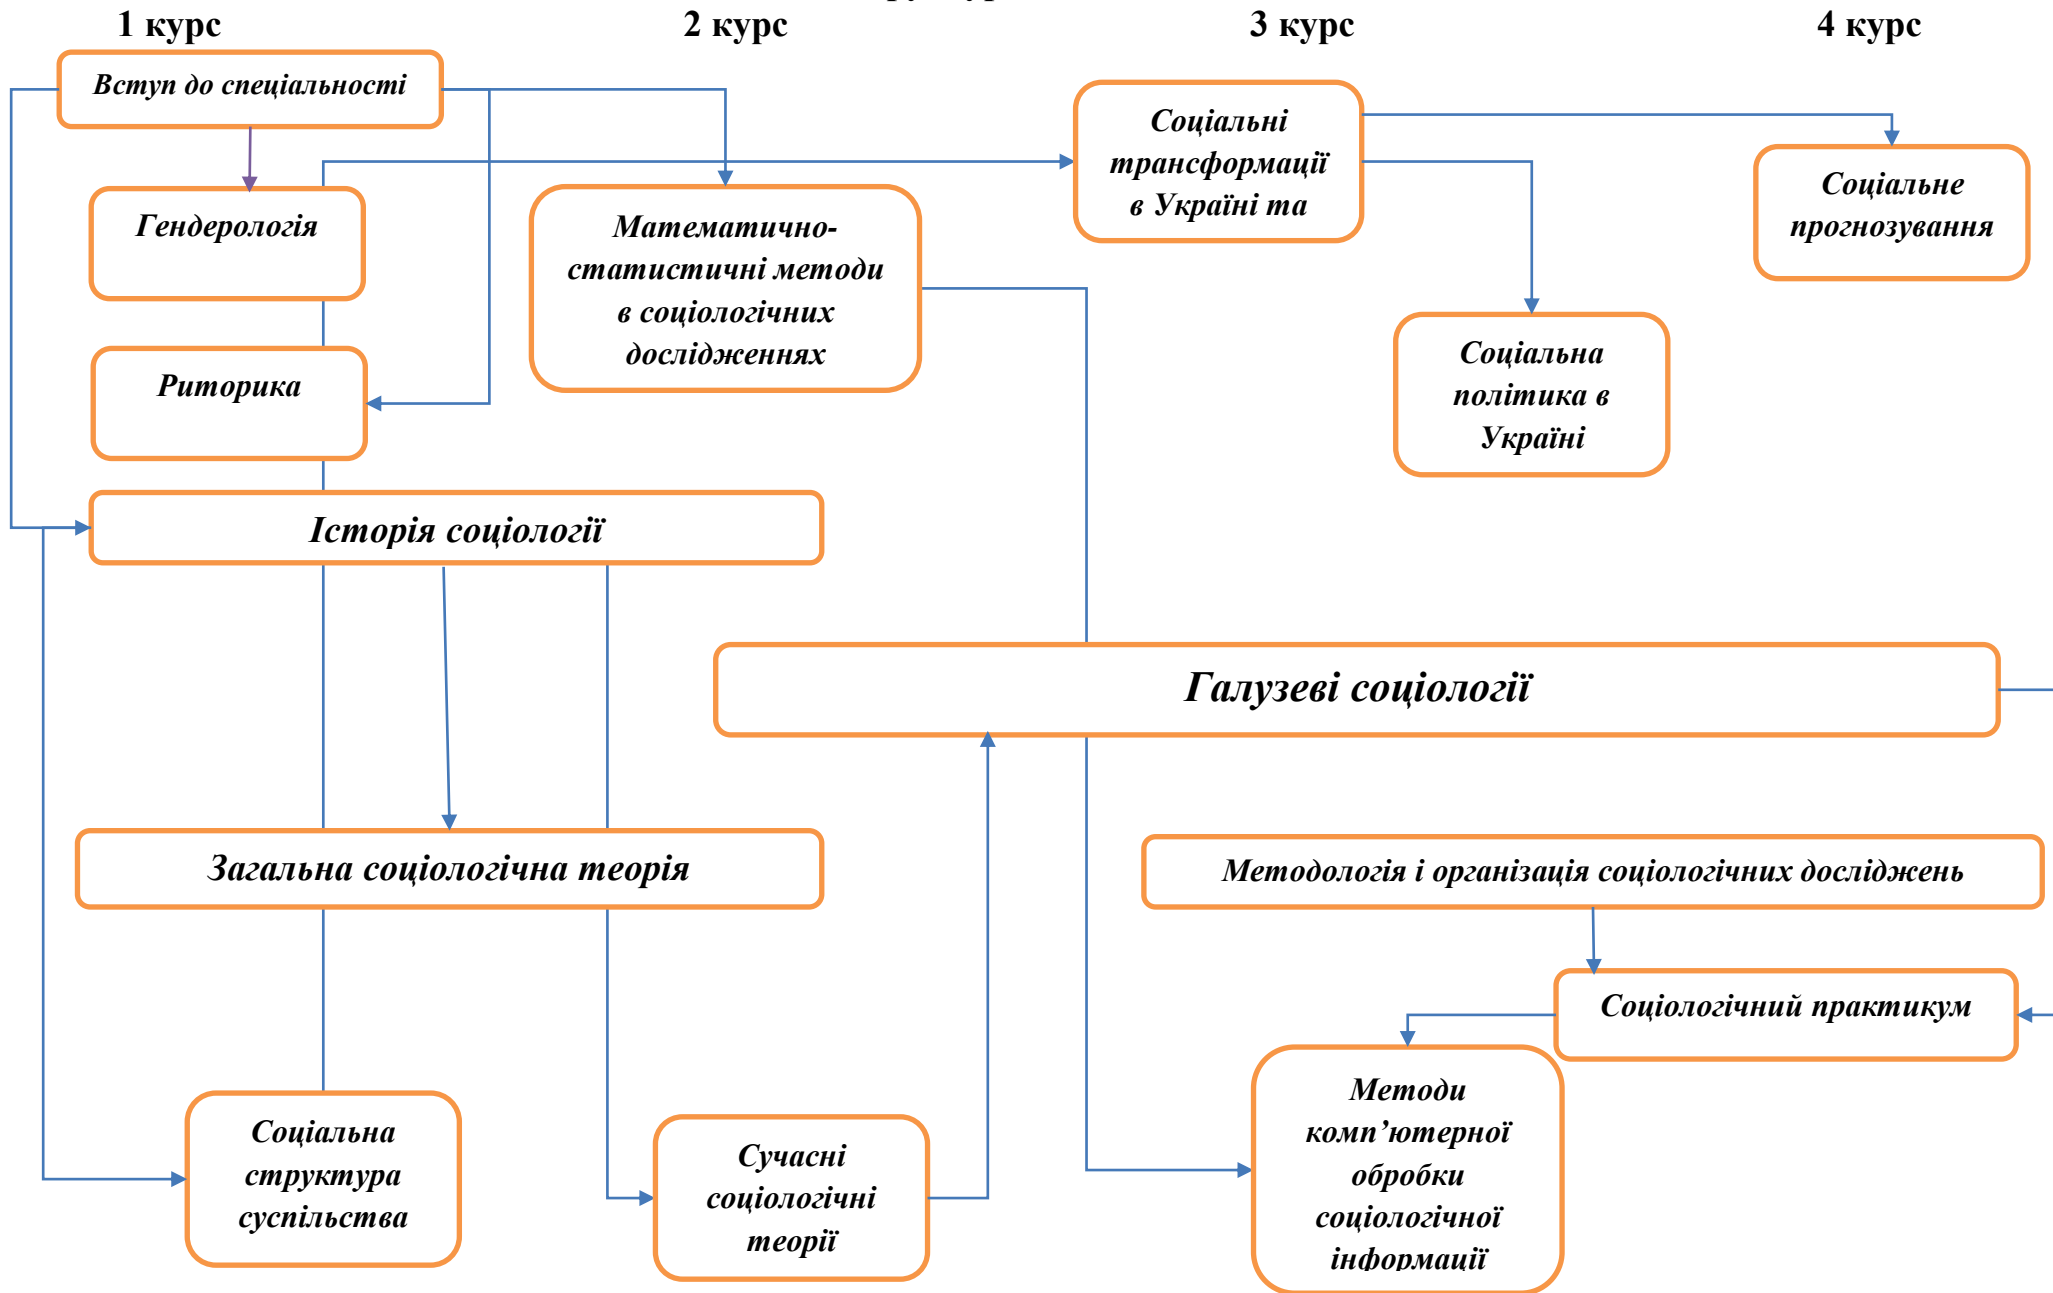 1 курс
2 курс
3 курс
4 курс
Вступ до спеціальності
Гендерологія
Риторика
Математично-
статистичні методи
в соціологічних
дослідженнях
Соціальні
трансформації
в Україні та
Соціальне
прогнозування
Соціальна
політика в
Україні
Історія соціології
Галузеві соціології
Загальна соціологічна теорія
Методологія і організація соціологічних досліджень
Соціологічний практикум
Соціальна
структура
суспільства
Сучасні
соціологічні
теорії
Методи
комп’ютерної
обробки
соціологічної
інформації